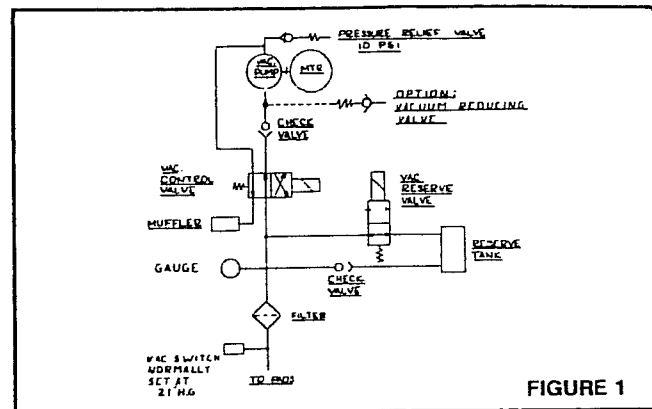 PRESSURE RELIEF VALVE
10 PSI
VAC.
PUMP
MTR
OPTION:
VACUUM REDUCING
VALVE
CHECK
VALVE
VAC.
CONTROL
VALVE
VAC
RESERVE
VALVE
MUFFLER
RESERVE
TANK
GAUGE
CHECK
VALVE
FILTER
VAC SWITCH
NORMALLY
SET AT
21 H.G
TO PADS
FIGURE 1